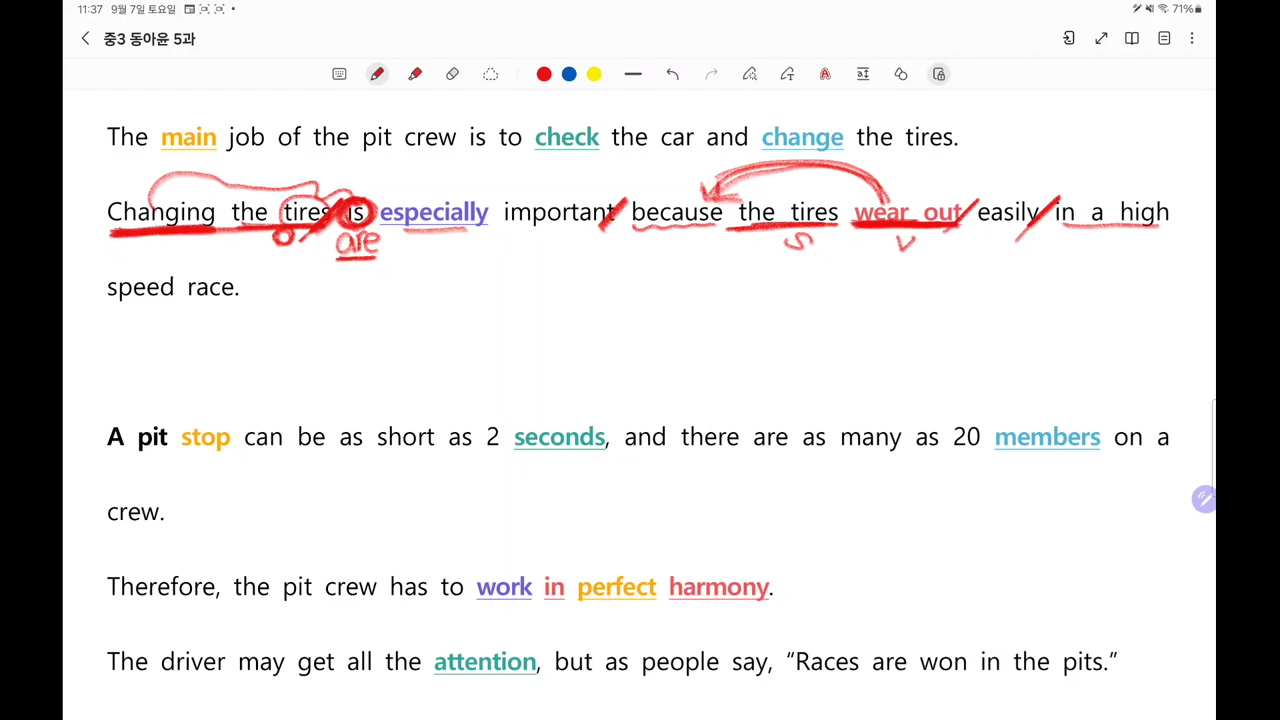 11:37 9월 7일 토요일 71%
중3 동아윤 5과
The main job of the pit crew is to check the car and change the tires.
Changing the tires is especially important because the tires wear out easily in a high
o are s v
speed race.
A pit stop can be as short as 2 seconds, and there are as many as 20 members on a
crew.
Therefore, the pit crew has to work in perfect harmony.
The driver may get all the attention, but as people say, “Races are won in the pits.”